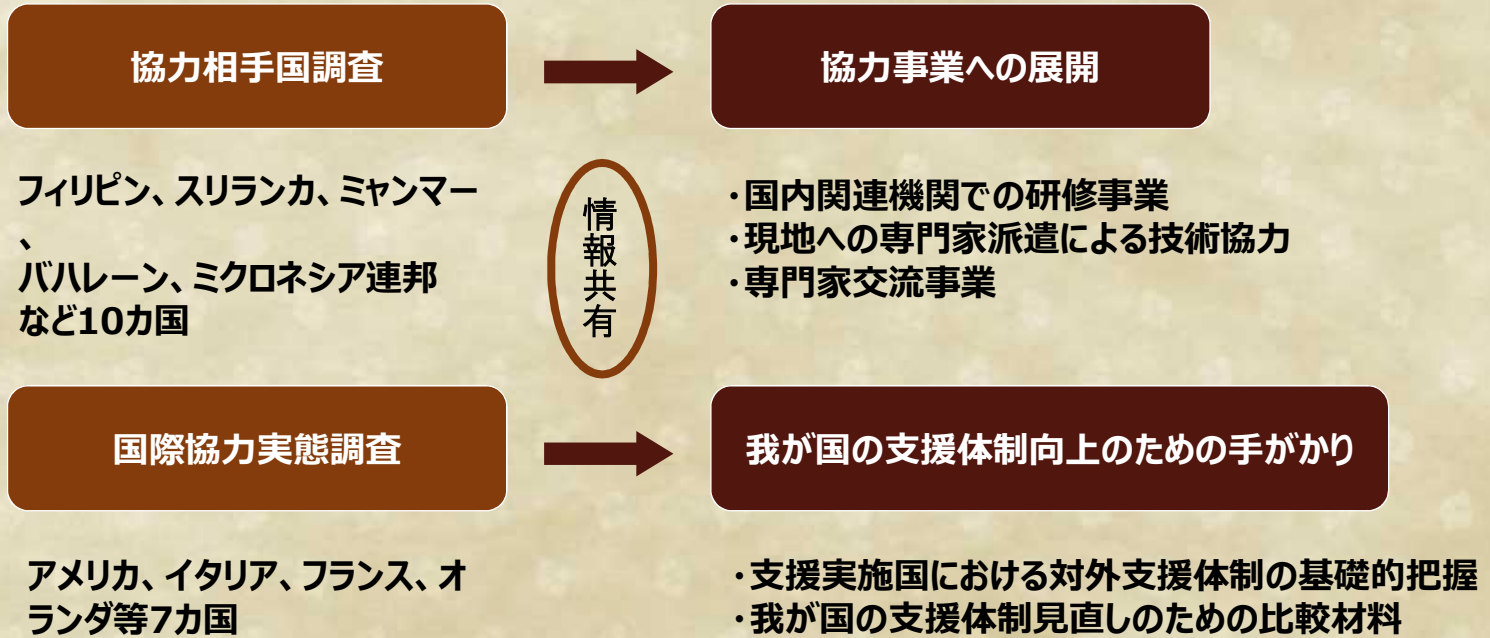 協力相手国調査
協力事業への展開
フィリピン、スリランカ、ミャンマー
、
バハレーン、ミクロネシア連邦
など10カ国
情報共有
・国内関連機関での研修事業
・現地への専門家派遣による技術協力
・専門家交流事業
国際協力実態調査
我が国の支援体制向上のための手がかり
アメリカ、イタリア、フランス、オ
ランダ等7カ国
・支援実施国における対外支援体制の基礎的把握
・我が国の支援体制見直しのための比較材料